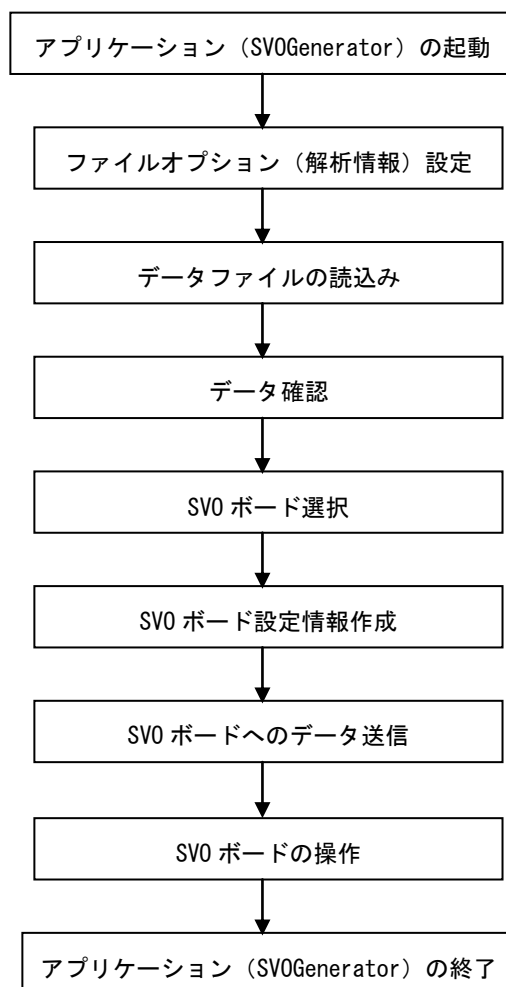 アプリケーション（SVOGenerator）の起動
ファイルオプション（解析情報）設定
データファイルの読込み
データ確認
SVO ボード選択
SVO ボード設定情報作成
SVO ボードへのデータ送信
SVO ボードの操作
アプリケーション（SVOGenerator）の終了